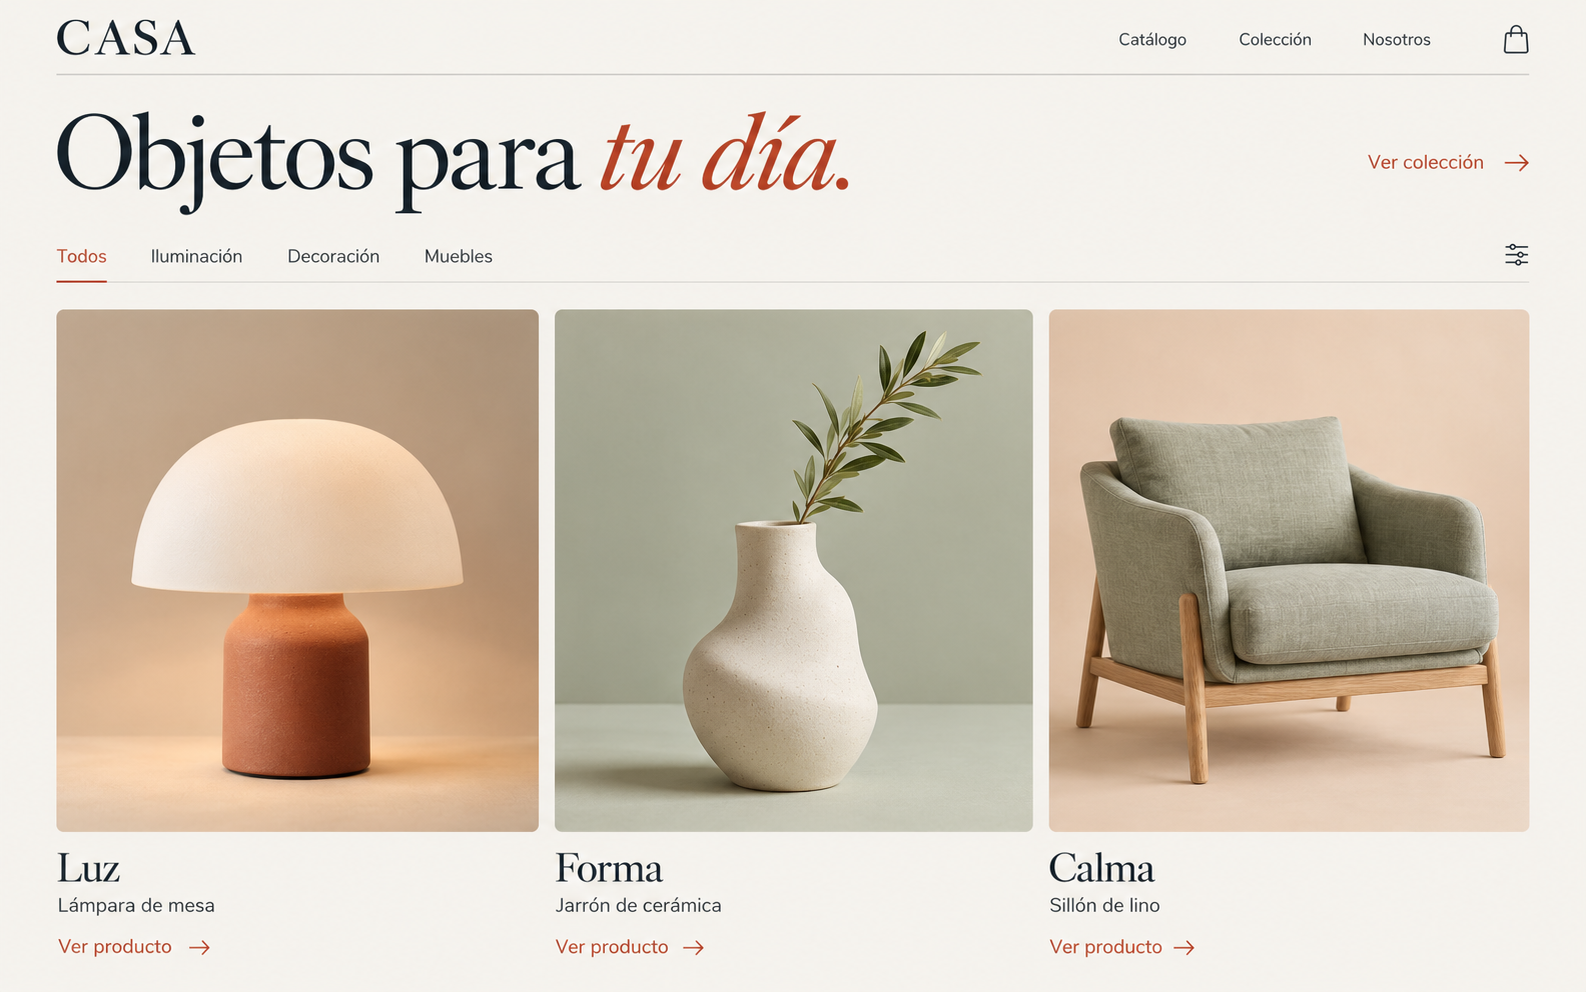 CASA
Catálogo Colección Nosotros
Objetos para tu día.
Ver colección
Todos Iluminación Decoración Muebles
Luz
Lámpara de mesa
Ver producto
Forma
Jarrón de cerámica
Ver producto
Calma
Sillón de lino
Ver producto